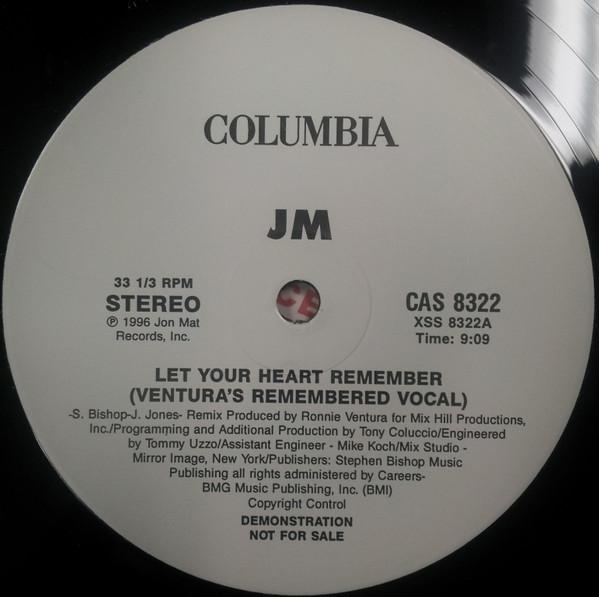 COLUMBIA
JM
33 1/3 RPM
STEREO
℗ 1996 Jon Mat
Records, Inc.
CAS 8322
XSS 8322A
Time: 9:09
LET YOUR HEART REMEMBER
(VENTURA'S REMEMBERED VOCAL)
-S. Bishop-J. Jones- Remix Produced by Ronnie Ventura for Mix Hill Productions,
Inc./Programming and Additional Production by Tony Coluccio/Engineered
by Tommy Uzzo/Assistant Engineer - Mike Koch/Mix Studio -
Mirror Image, New York/Publishers: Stephen Bishop Music
Publishing all rights administered by Careers-
BMG Music Publishing, Inc. (BMI)
Copyright Control
DEMONSTRATION
NOT FOR SALE